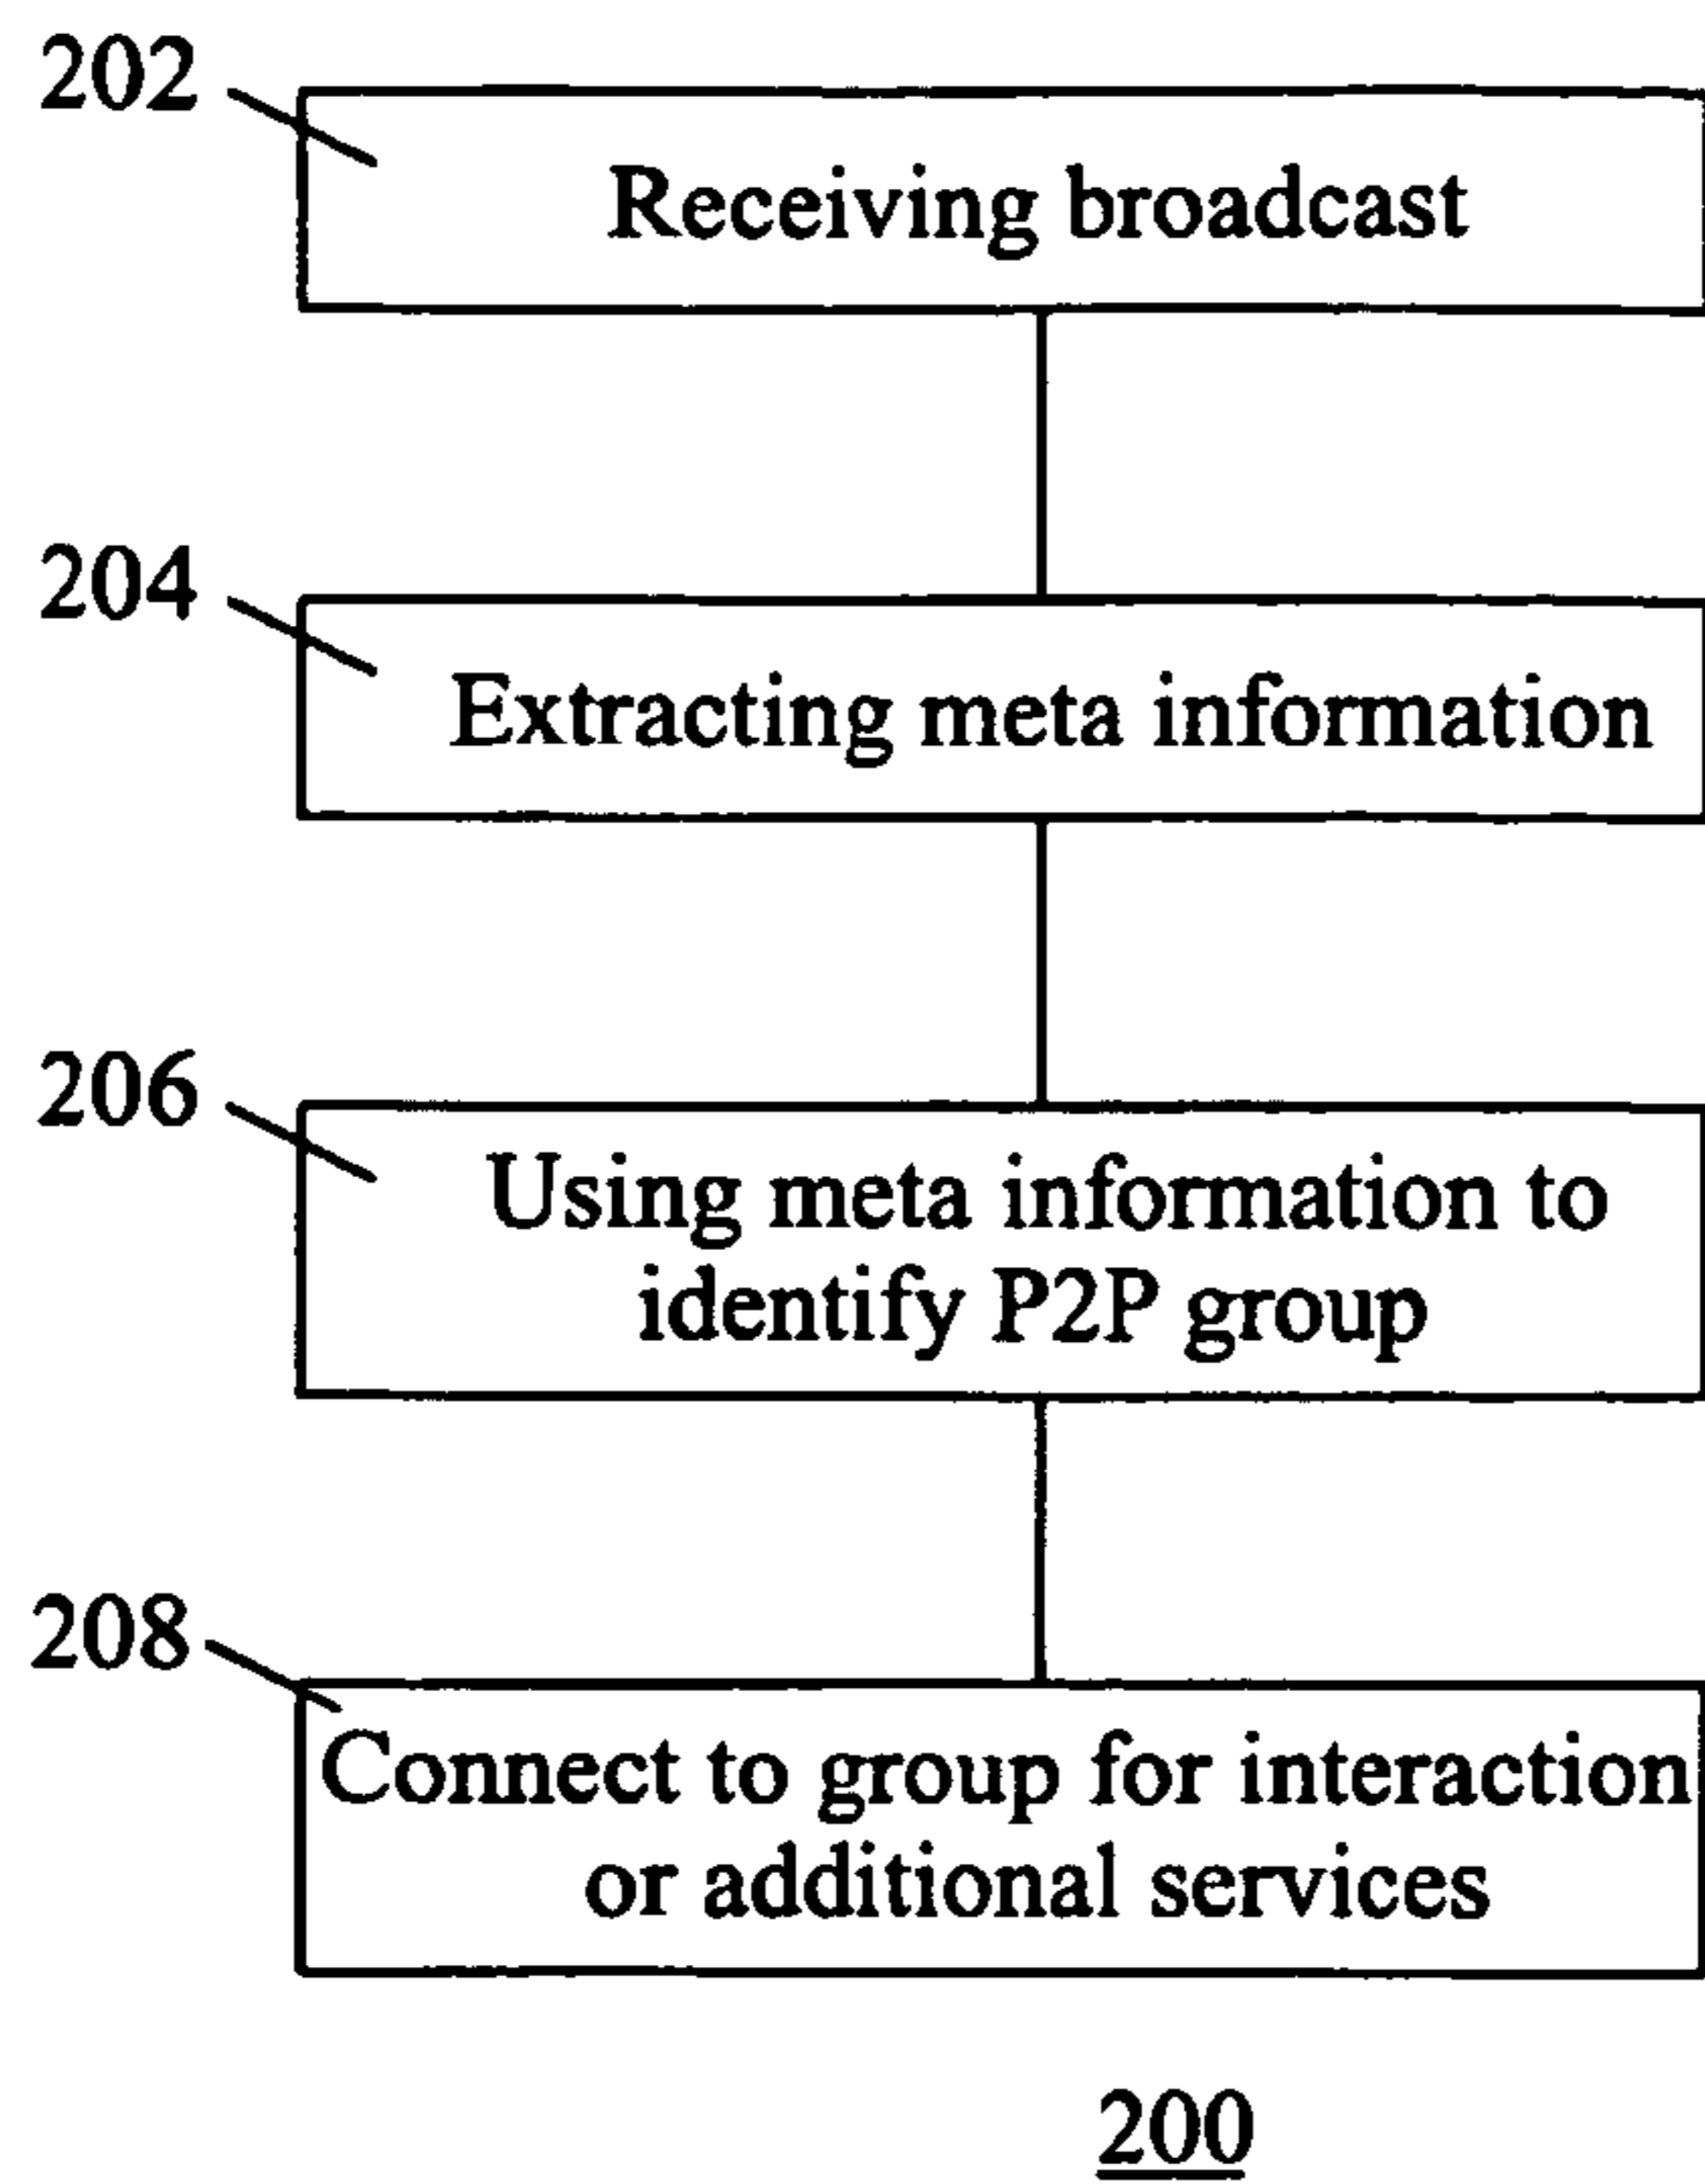 202
Receiving broadcast
204
Extracting meta information
206
Using meta information to
identify P2P group
208
Connect to group for interaction
or additional services
200